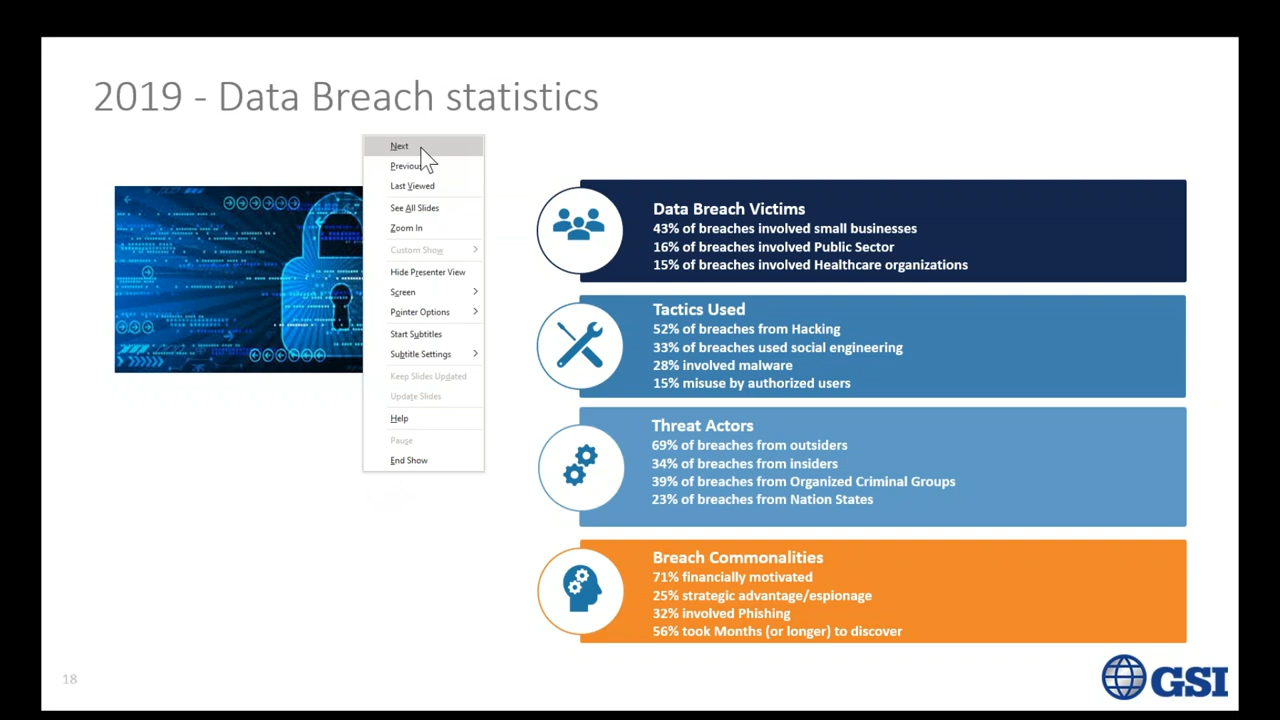 2019 - Data Breach statistics
Next
Previous
Last Viewed
See All Slides
Zoom In
Custom Show
Hide Presenter View
Screen
Pointer Options
Start Subtitles
Subtitle Settings
Keep Slides Updated
Update Slides
Help
Pause
End Show
Data Breach Victims
43% of breaches involved small businesses
16% of breaches involved Public Sector
15% of breaches involved Healthcare organizations
Tactics Used
52% of breaches from Hacking
33% of breaches used social engineering
28% involved malware
15% misuse by authorized users
Threat Actors
69% of breaches from outsiders
34% of breaches from insiders
39% of breaches from Organized Criminal Groups
23% of breaches from Nation States
Breach Commonalities
71% financially motivated
25% strategic advantage/espionage
32% involved Phishing
56% took Months (or longer) to discover
18
GSI